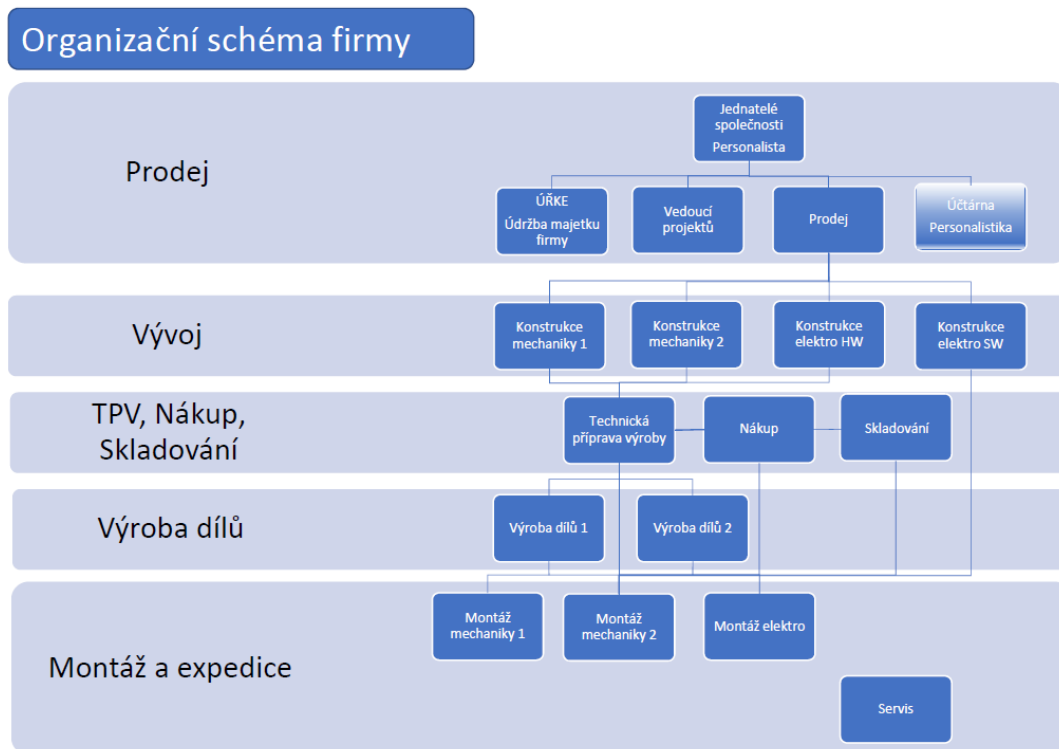 Organizační schéma firmy
Prodej
Jednatelé
společnosti
Personalista
ÚŘKE
Údržba majetku
firmy
Vedoucí
projektů
Prodej
Účtárna
Personalistika
Vývoj
Konstrukce
mechaniky 1
Konstrukce
mechaniky 2
Konstrukce
elektro HW
Konstrukce
elektro SW
TPV, Nákup,
Skladování
Technická
příprava výroby
Nákup
Skladování
Výroba dílů
Výroba dílů 1
Výroba dílů 2
Montáž a expedice
Montáž
mechaniky 1
Montáž
mechaniky 2
Montáž elektro
Servis